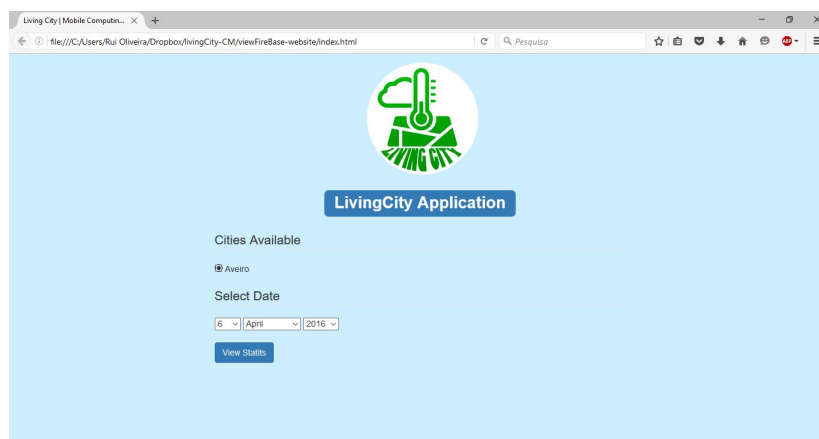 Living City | Mobile Computin...
file:///C:/Users/Rui Oliveira/Dropbox/livingCity-CM/viewFireBase-website/index.html
Pesquisa
ABP
LIVING CITY
LivingCity Application
Cities Available
Aveiro
Select Date
6 April 2016
View Statits